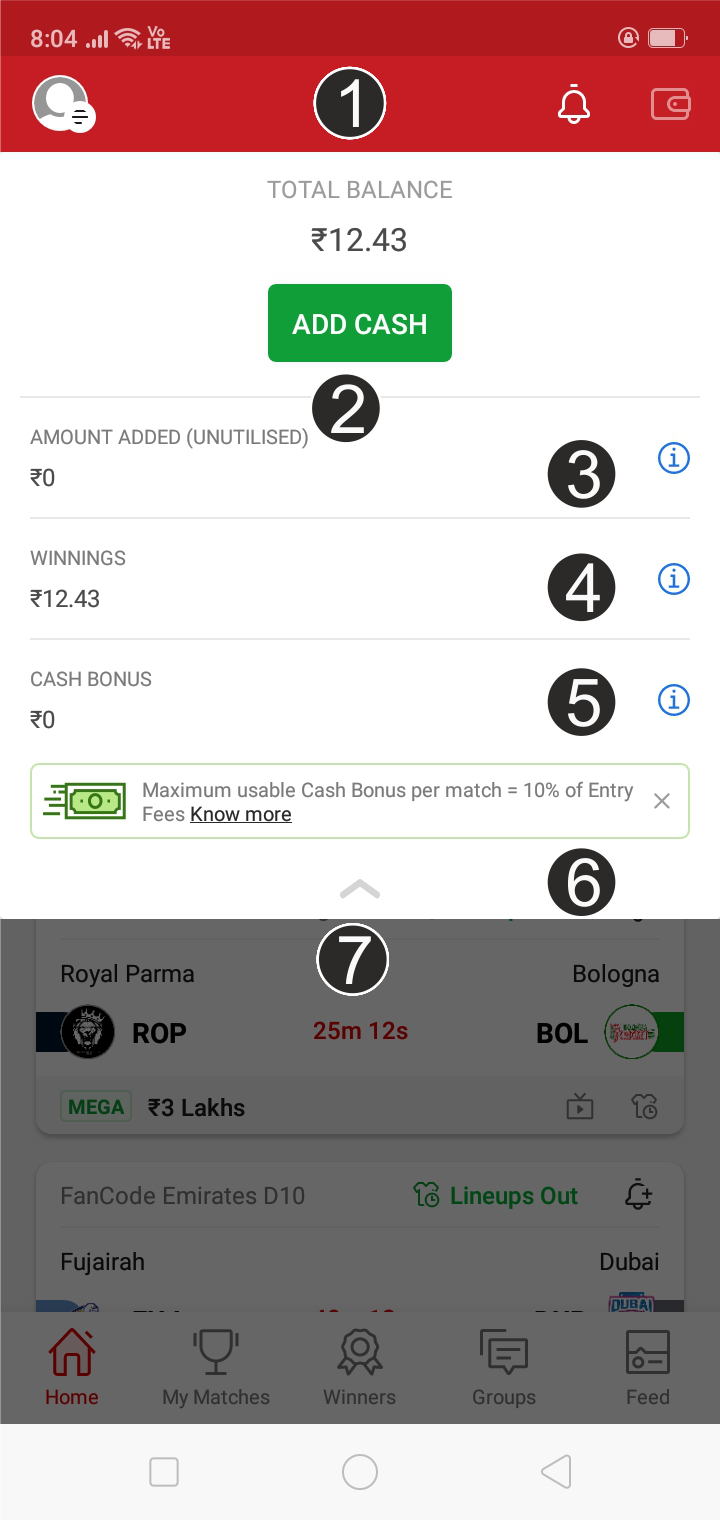 8:04 Vo LTE
1
TOTAL BALANCE
₹12.43
ADD CASH
2
AMOUNT ADDED (UNUTILISED)
₹0
3
WINNINGS
₹12.43
4
CASH BONUS
₹0
5
Maximum usable Cash Bonus per match = 10% of Entry
Fees Know more
6
7
Royal Parma Bologna
ROP 25m 12s BOL
MEGA ₹3 Lakhs
FanCode Emirates D10 Lineups Out
Fujairah Dubai
DUBAI
Home My Matches Winners Groups Feed